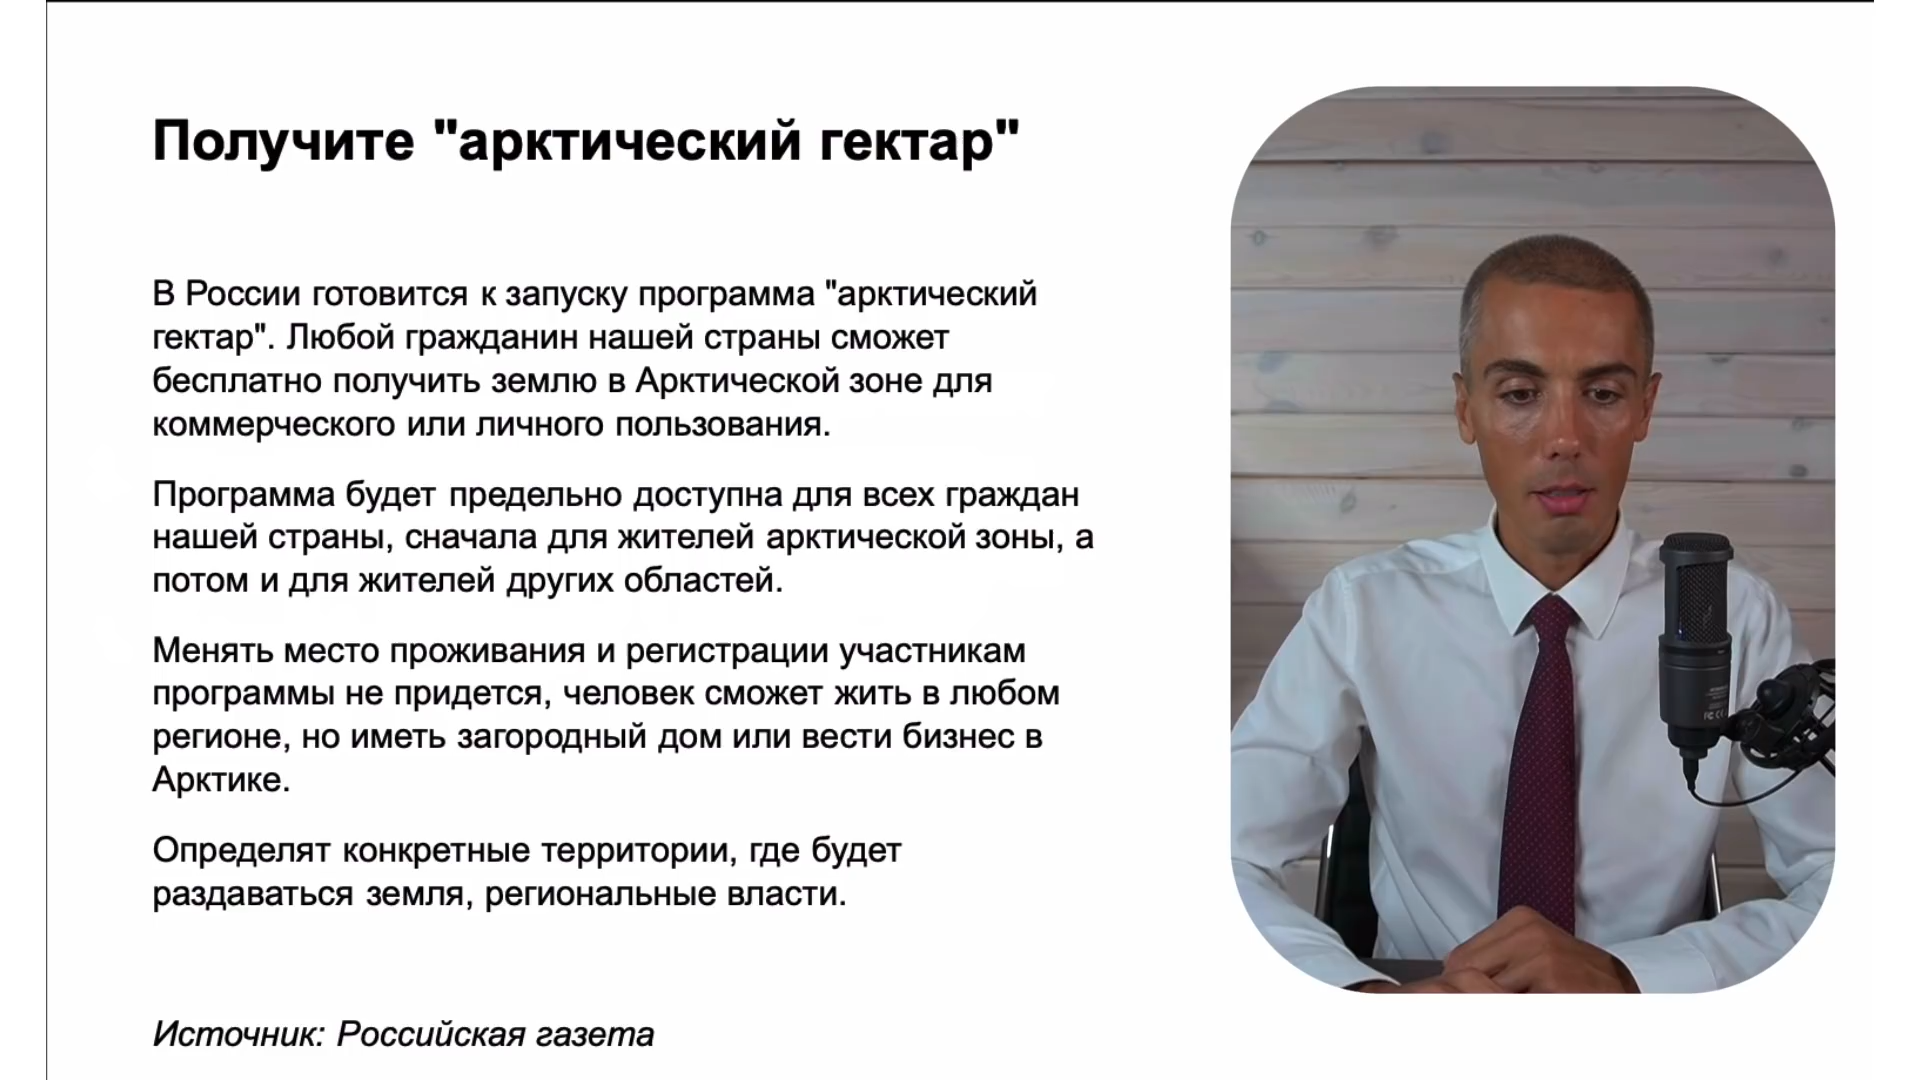 Получите "арктический гектар"
В России готовится к запуску программа "арктический
гектар". Любой гражданин нашей страны сможет
бесплатно получить землю в Арктической зоне для
коммерческого или личного пользования.
Программа будет предельно доступна для всех граждан
нашей страны, сначала для жителей арктической зоны, а
потом и для жителей других областей.
Менять место проживания и регистрации участникам
программы не придется, человек сможет жить в любом
регионе, но иметь загородный дом или вести бизнес в
Арктике.
Определят конкретные территории, где будет
раздаваться земля, региональные власти.
Источник: Российская газета